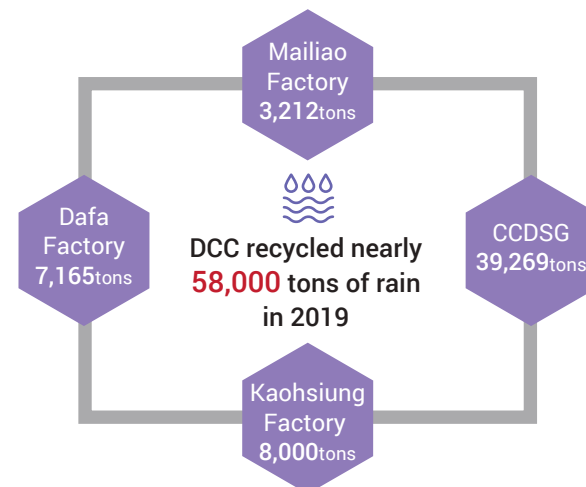 Mailiao
Factory
3,212tons
Dafa
Factory
7,165tons
DCC recycled nearly
58,000 tons of rain
in 2019
CCDSG
39,269tons
Kaohsiung
Factory
8,000tons